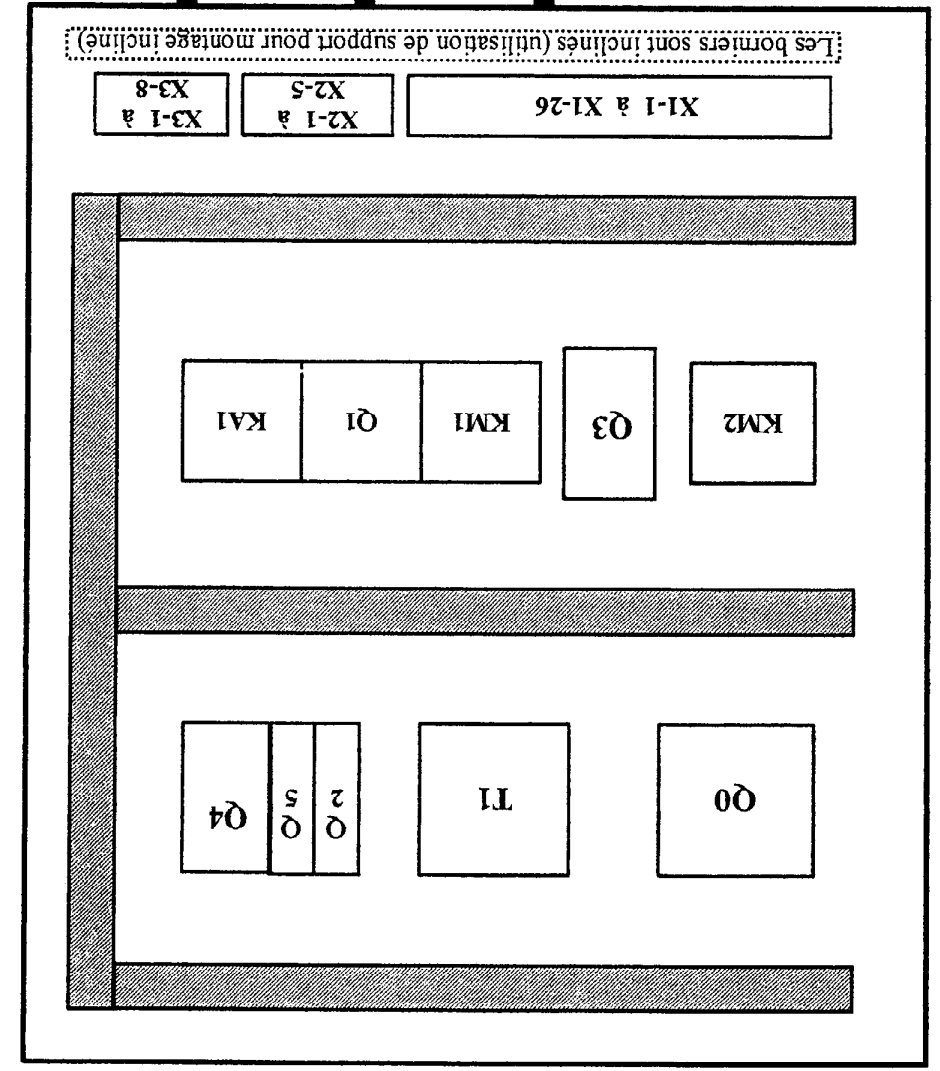 Q0
T1
Q
2
Q
5
Q4
KM2
Q3
KM1
Q1
KA1
X1-1 à X1-26
X2-1 à
X2-5
X3-1 à
X3-8
Les borniers sont inclinés (utilisation de support pour montage incliné)